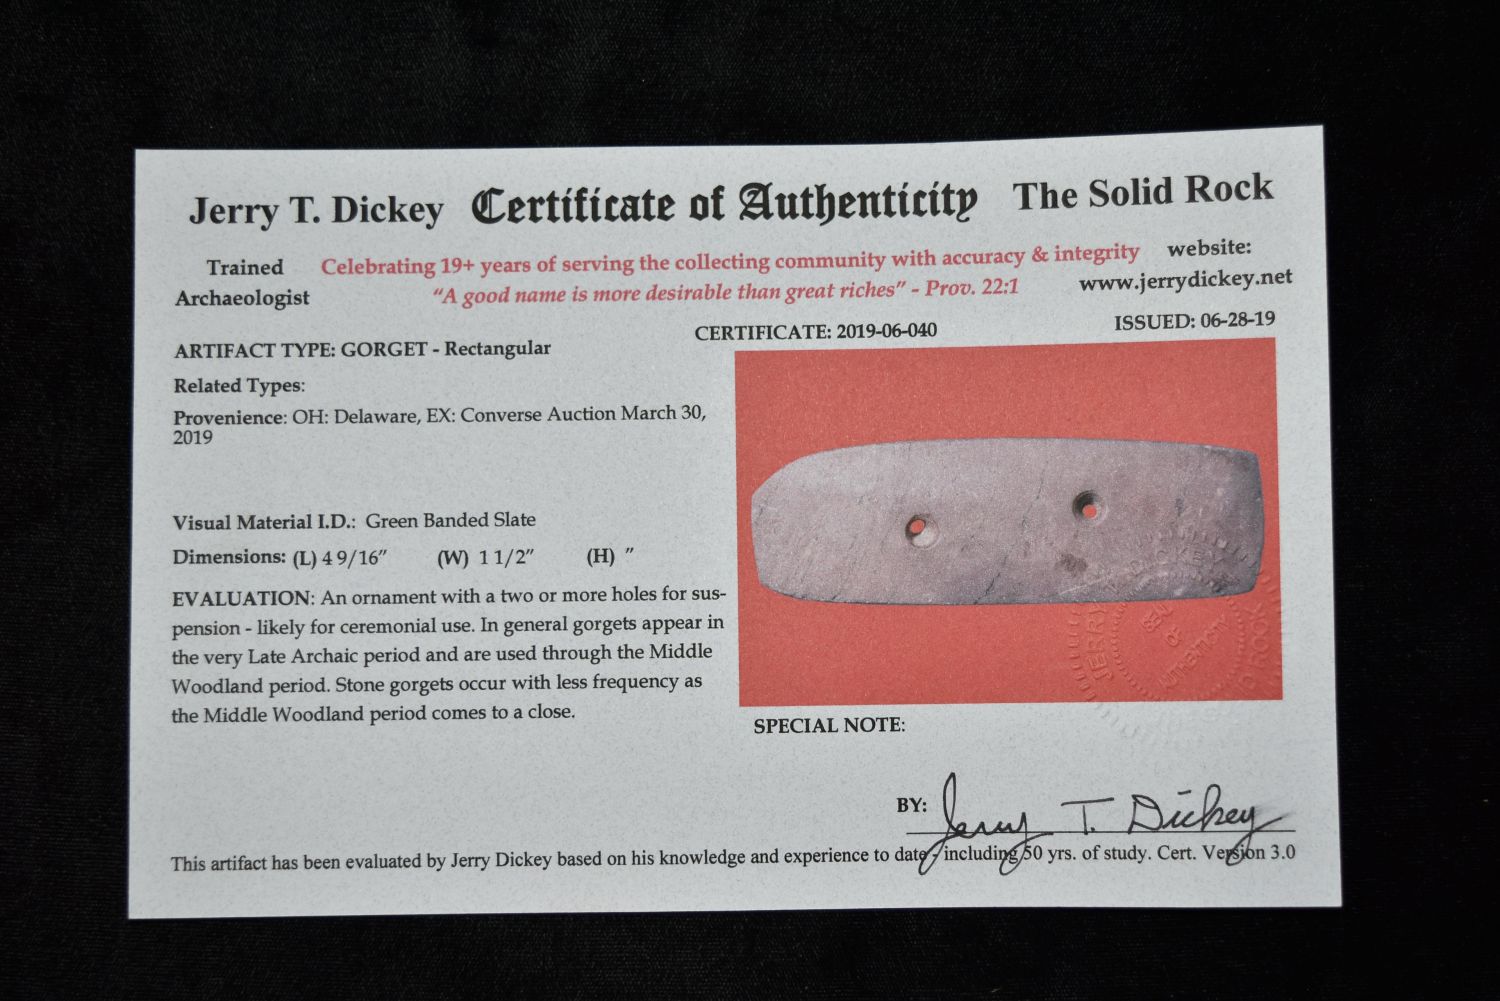 Jerry T. Dickey Certificate of Authenticity The Solid Rock
Trained Archaeologist
Celebrating 19+ years of serving the collecting community with accuracy & integrity
"A good name is more desirable than great riches" - Prov. 22:1
website:
www.jerrydickey.net
CERTIFICATE: 2019-06-040
ISSUED: 06-28-19
ARTIFACT TYPE: GORGET - Rectangular
Related Types:
Provenience: OH: Delaware, EX: Converse Auction March 30,
2019
Visual Material I.D.: Green Banded Slate
Dimensions: (L) 4 9/16" (W) 1 1/2" (H) "
EVALUATION: An ornament with a two or more holes for sus-
pension - likely for ceremonial use. In general gorgets appear in
the very Late Archaic period and are used through the Middle
Woodland period. Stone gorgets occur with less frequency as
the Middle Woodland period comes to a close.
SPECIAL NOTE:
BY: Jerry T. Dickey
This artifact has been evaluated by Jerry Dickey based on his knowledge and experience to date - including 50 yrs. of study. Cert. Version 3.0
JERRY T. DICKEY